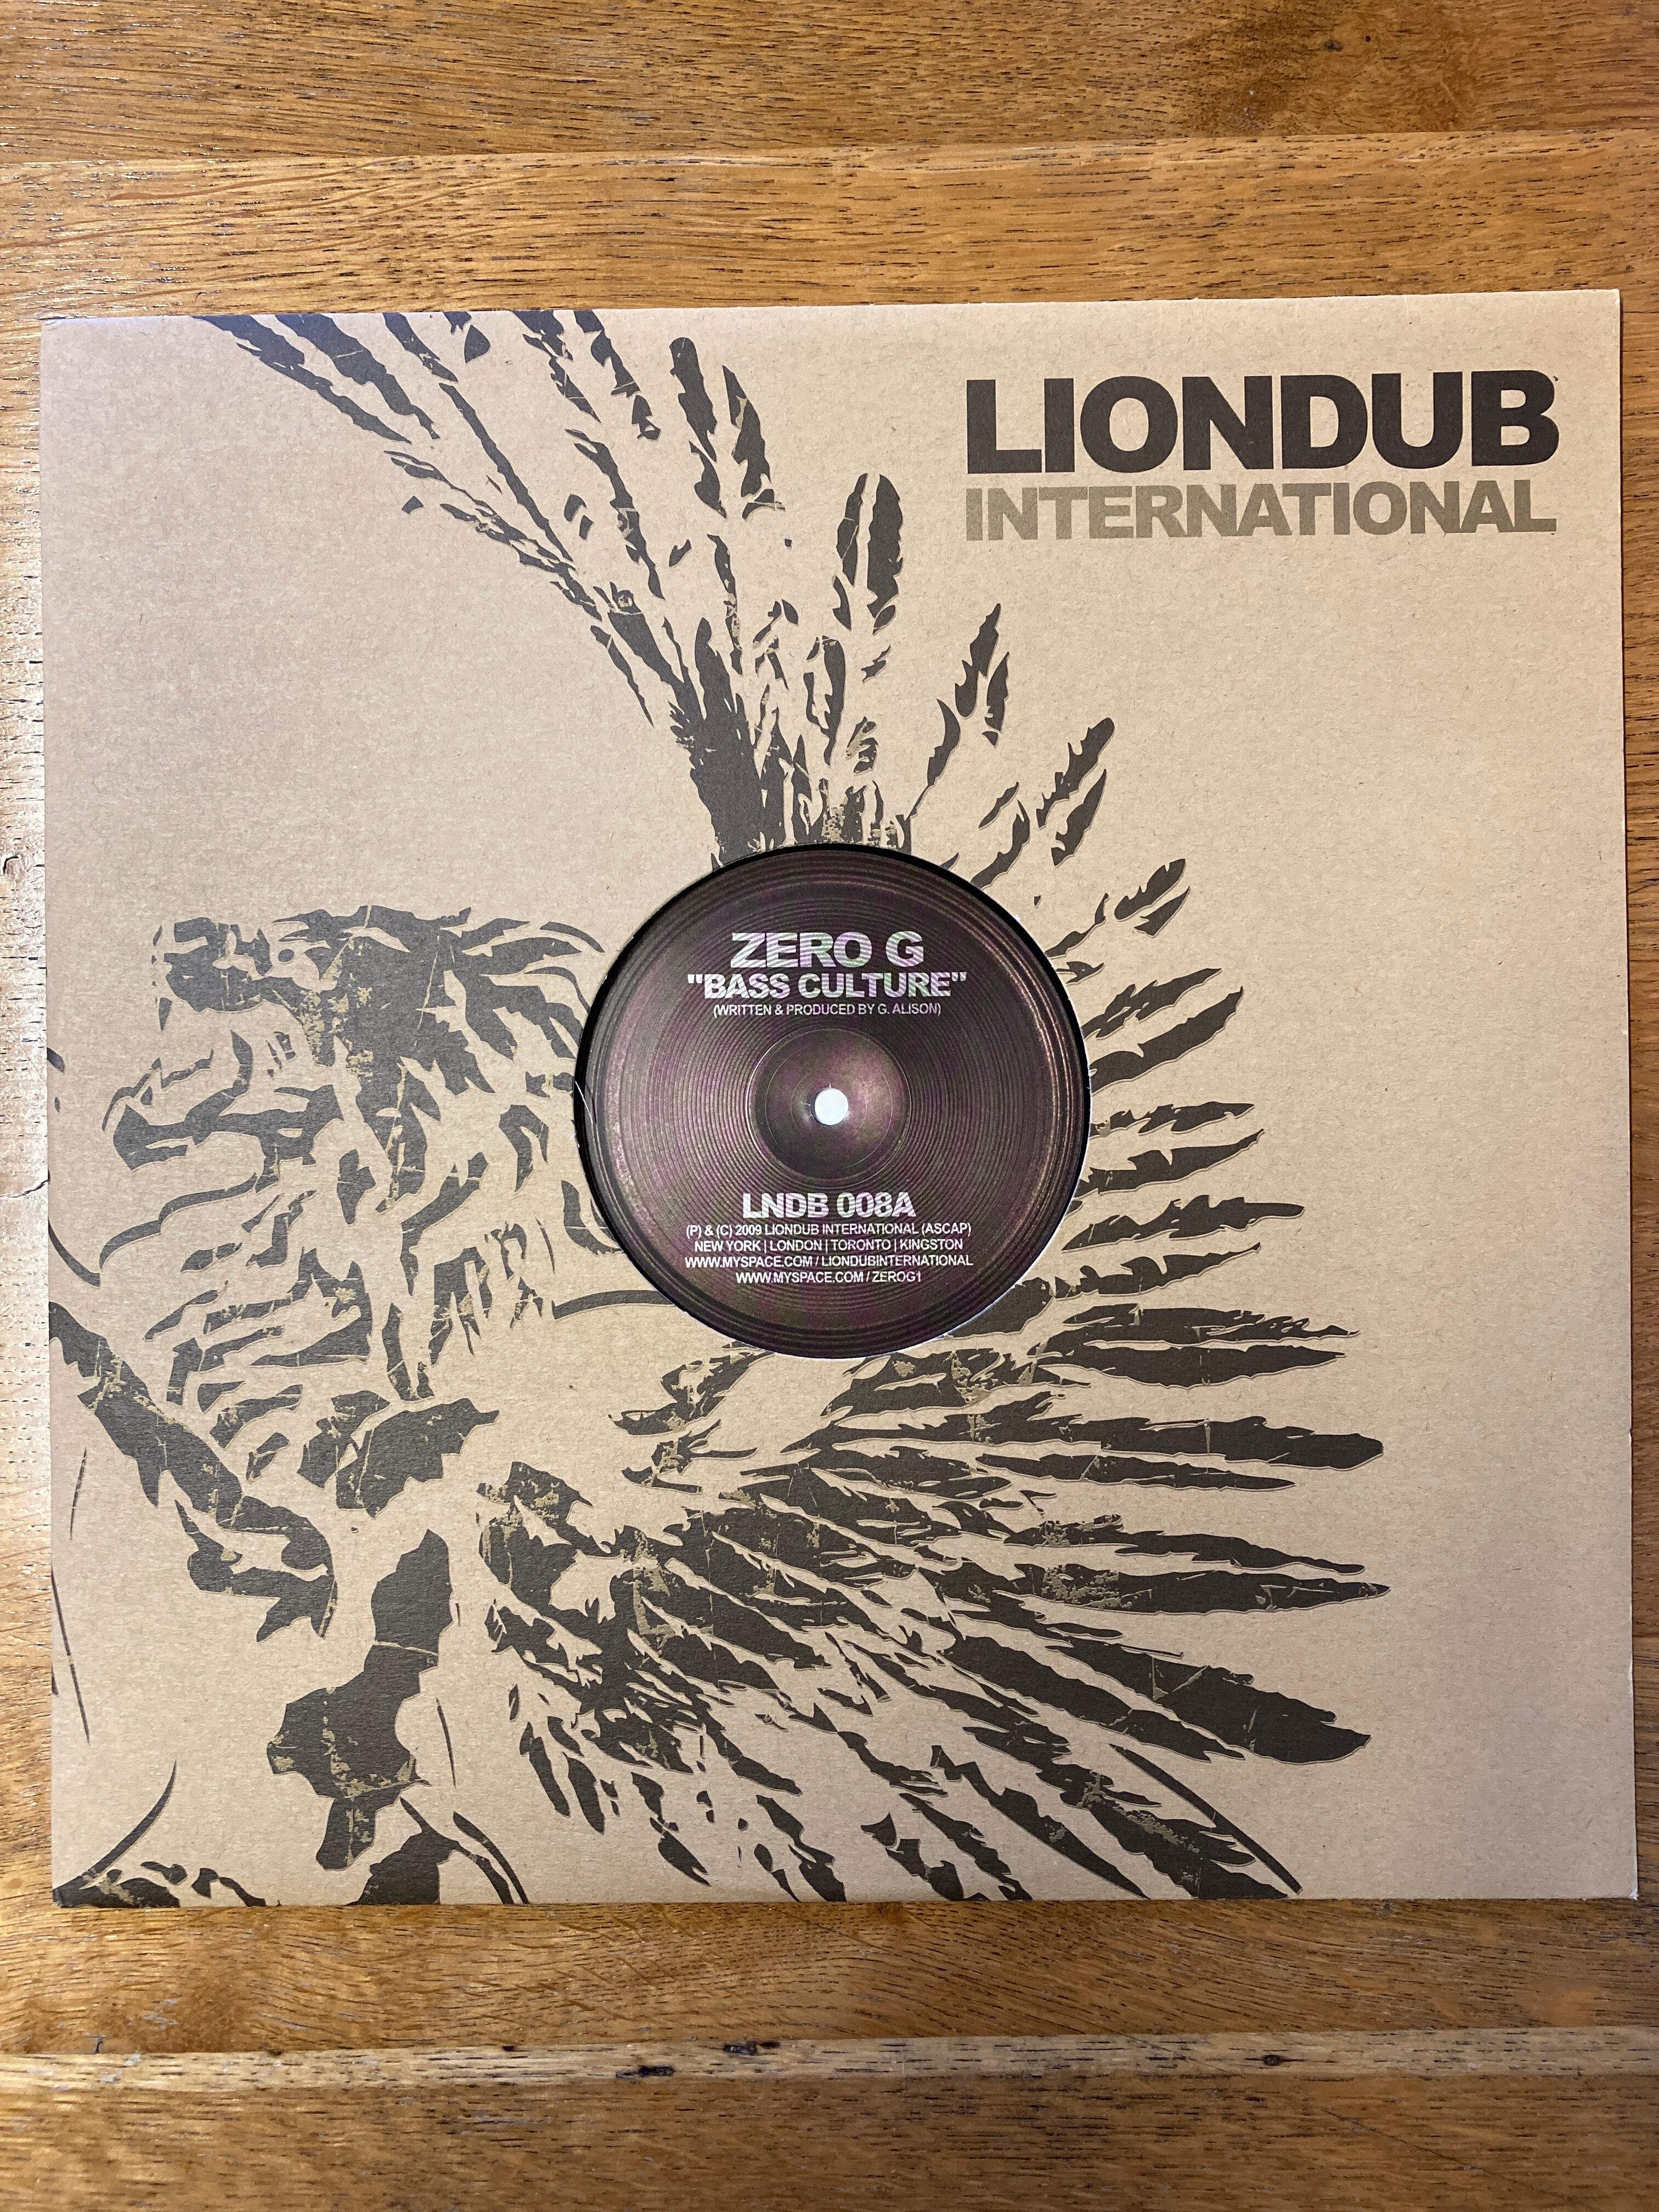 LIONDUB
INTERNATIONAL
ZERO G
"BASS CULTURE"
(WRITTEN & PRODUCED BY G. ALISON)
LNDB 008A
(P) & (C) 2009 LIONDUB INTERNATIONAL (ASCAP)
NEW YORK | LONDON | TORONTO | KINGSTON
WWW.MYSPACE.COM / LIONDUBINTERNATIONAL
WWW.MYSPACE.COM / ZEROG1